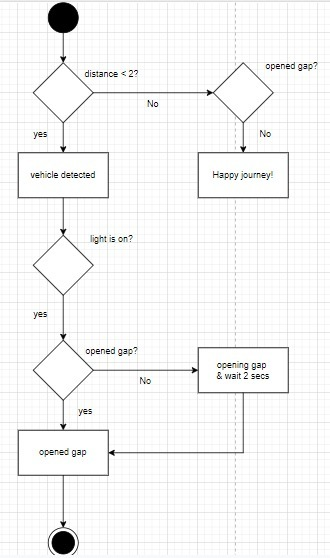 distance < 2?
opened gap?
No
yes
No
vehicle detected
Happy journey!
light is on?
yes
opened gap?
No
opening gap
& wait 2 secs
yes
opened gap